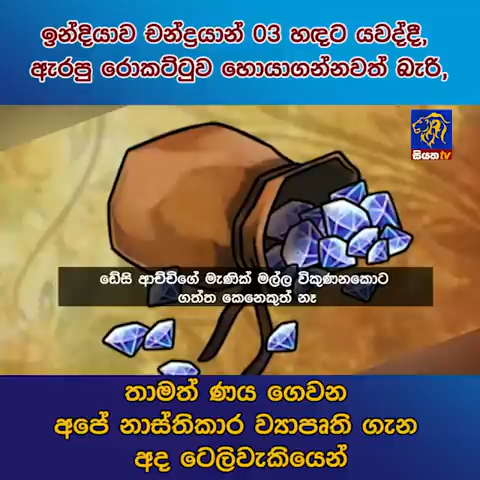 ඉන්දියාව චන්ද්‍රයාන් 03 හඳට යවද්දී,
ඇරපු රොකට්ටුව හොයාගන්නවත් බැරි,
සියත tv
ඩේසි ආච්චිගේ මැණික් මල්ල විකුණනකොට
ගත්ත කෙනෙකුත් නෑ
තාමත් ණය ගෙවන
අපේ නාස්තිකාර ව්‍යාපෘති ගැන
අද ටෙලිවැකියෙන්